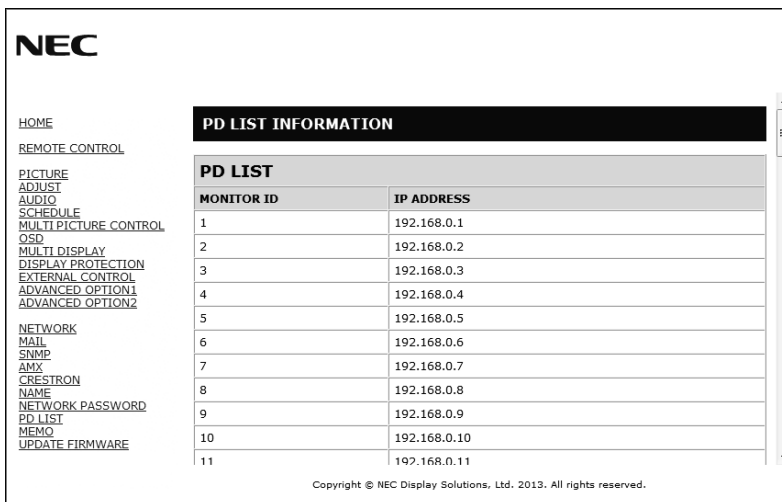 NEC
HOME
REMOTE CONTROL
PICTURE
ADJUST
AUDIO
SCHEDULE
MULTI PICTURE CONTROL
OSD
MULTI DISPLAY
DISPLAY PROTECTION
EXTERNAL CONTROL
ADVANCED OPTION1
ADVANCED OPTION2
NETWORK
MAIL
SNMP
AMX
CRESTRON
NAME
NETWORK PASSWORD
PD LIST
MEMO
UPDATE FIRMWARE
PD LIST INFORMATION
PD LIST
MONITOR ID IP ADDRESS
1 192.168.0.1
2 192.168.0.2
3 192.168.0.3
4 192.168.0.4
5 192.168.0.5
6 192.168.0.6
7 192.168.0.7
8 192.168.0.8
9 192.168.0.9
10 192.168.0.10
11 192.168.0.11
Copyright © NEC Display Solutions, Ltd. 2013. All rights reserved.